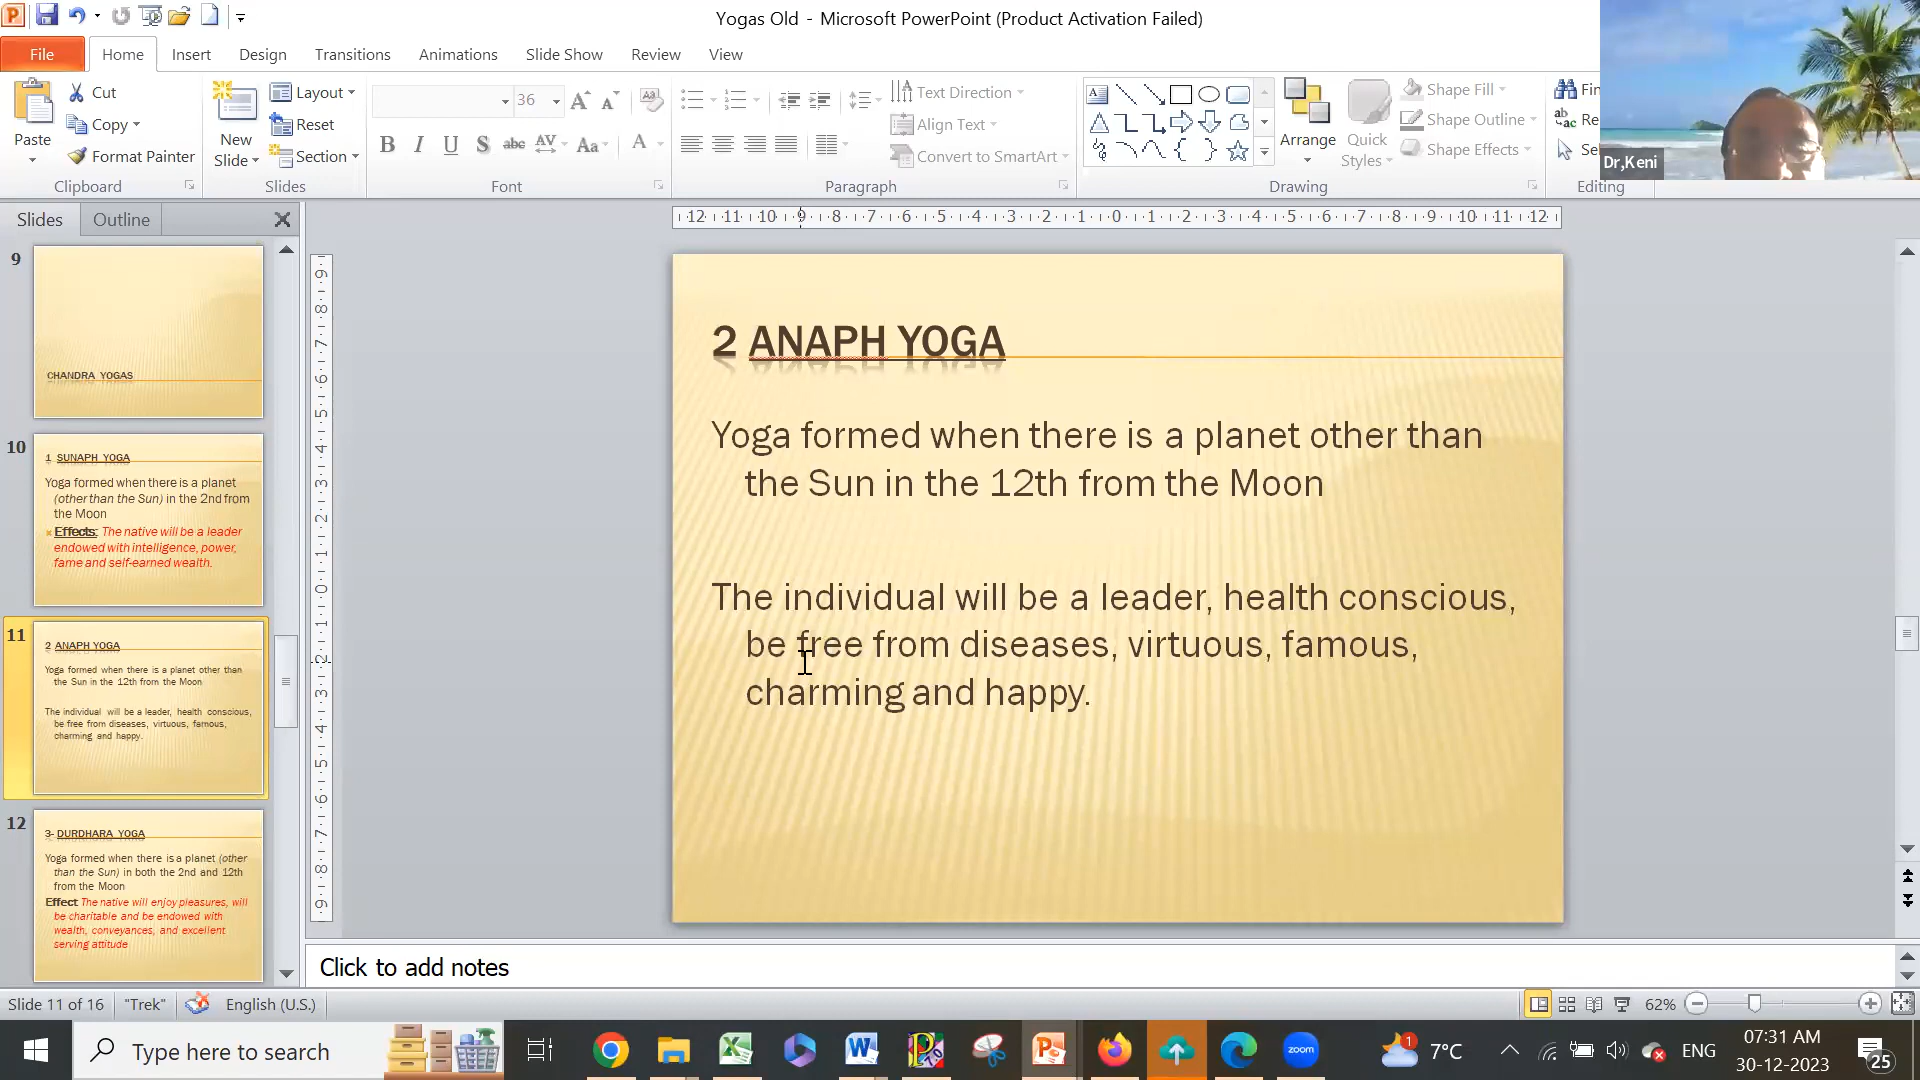 Yogas Old - Microsoft PowerPoint (Product Activation Failed)
File Home Insert Design Transitions Animations Slide Show Review View
Paste
Cut
Copy
Format Painter
Clipboard
New
Slide
Layout
Reset
Section
Slides
36
Font
Text Direction
Align Text
Convert to SmartArt
Paragraph
Arrange
Quick
Styles
Shape Fill
Shape Outline
Shape Effects
Drawing
Editing
Dr,Keni
Slides Outline
9
CHANDRA YOGAS
10
1 SUNAPH YOGA
Yoga formed when there is a planet
(other than the Sun) in the 2nd from
the Moon
Effects: The native will be a leader
endowed with intelligence, power,
fame and self-earned wealth.
11
2 ANAPH YOGA
Yoga formed when there is a planet other than
the Sun in the 12th from the Moon
The individual will be a leader, health conscious,
be free from diseases, virtuous, famous,
charming and happy.
12
3- DURDHARA YOGA
Yoga formed when there is a planet (other
than the Sun) in both the 2nd and 12th
from the Moon
Effect The native will enjoy pleasures, will
be charitable and be endowed with
wealth, conveyances, and excellent
serving attitude
2 ANAPH YOGA
Yoga formed when there is a planet other than
the Sun in the 12th from the Moon
The individual will be a leader, health conscious,
be free from diseases, virtuous, famous,
charming and happy.
Click to add notes
Slide 11 of 16 "Trek" English (U.S.) 62%
Type here to search
zoom
1
7°C
ENG
07:31 AM
30-12-2023
25